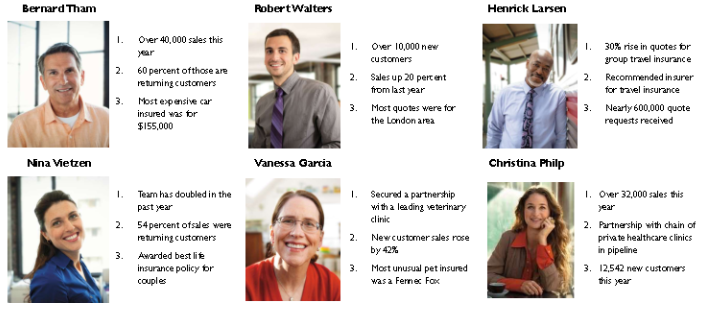 Bernard Tham
1. Over 40,000 sales this
year
2. 60 percent of those are
returning customers
3. Most expensive car
insured was for
$155,000
Robert Walters
1. Over 10,000 new
customers
2. Sales up 20 percent
from last year
3. Most quotes were for
the London area
Henrick Larsen
1. 30% rise in quotes for
group travel insurance
2. Recommended insurer
for travel insurance
3. Nearly 600,000 quote
requests received
Nina Vietzen
1. Team has doubled in the
past year
2. 54 percent of sales were
returning customers
3. Awarded best life
insurance policy for
couples
Vanessa Garcia
1. Secured a partnership
with a leading veterinary
clinic
2. New customer sales rose
by 42%
3. Most unusual pet insured
was a Fennec Fox
Christina Philp
1. Over 32,000 sales this
year
2. Partnership with chain of
private healthcare clinics
in pipeline
3. 12,542 new customers
this year